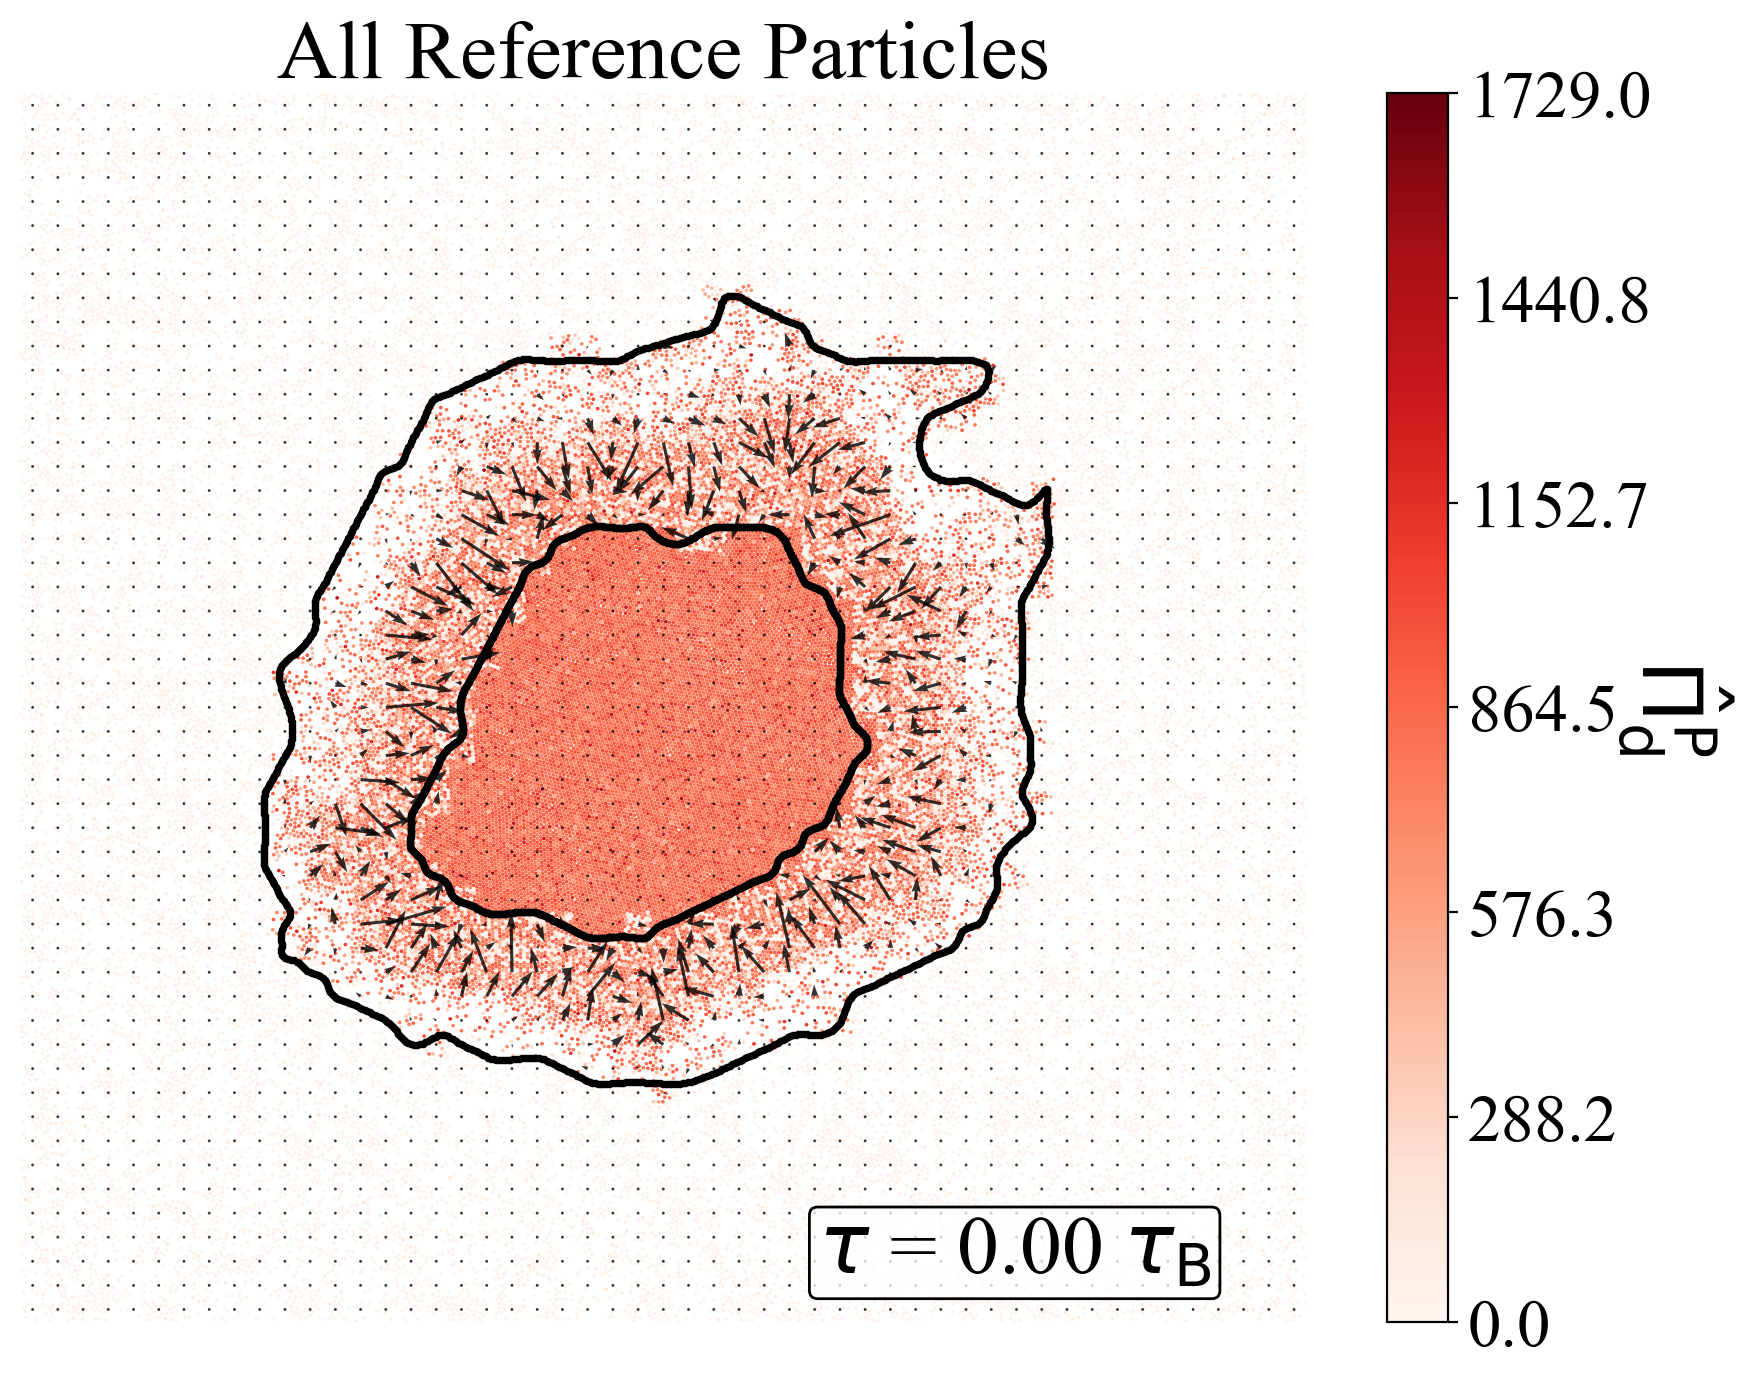 All Reference Particles
1729.0
1440.8
1152.7
864.5
576.3
288.2
0.0
Π̂ᴾd
τ = 0.00 τB